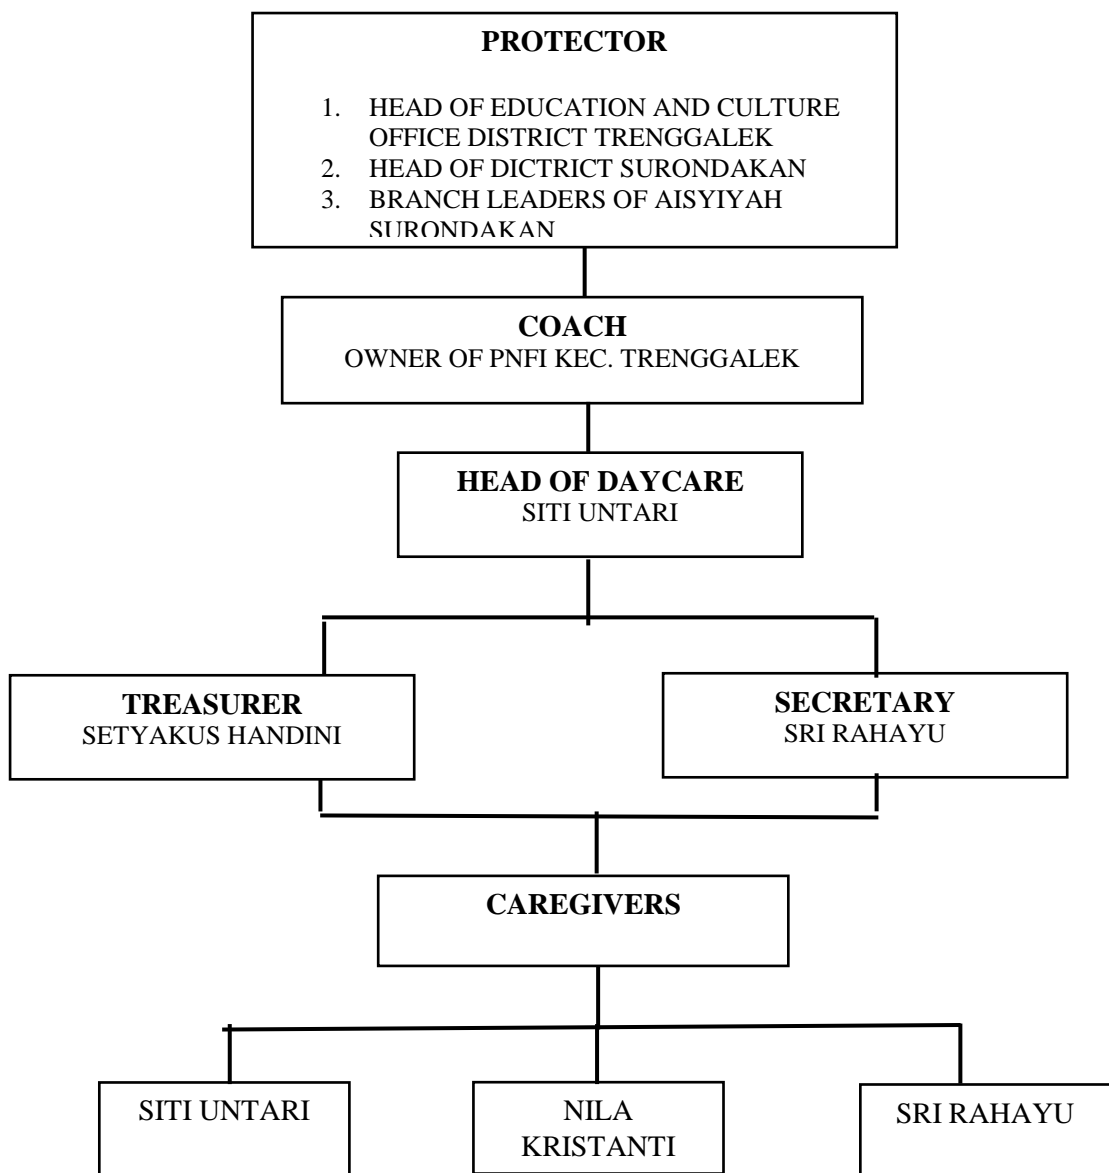 PROTECTOR
1. HEAD OF EDUCATION AND CULTURE
OFFICE DISTRICT TRENGGALEK
2. HEAD OF DICTRICT SURONDAKAN
3. BRANCH LEADERS OF AISYIYAH
SURONDAKAN
COACH
OWNER OF PNFI KEC. TRENGGALEK
HEAD OF DAYCARE
SITI UNTARI
TREASURER
SETYAKUS HANDINI
SECRETARY
SRI RAHAYU
CAREGIVERS
SITI UNTARI
NILA
KRISTANTI
SRI RAHAYU